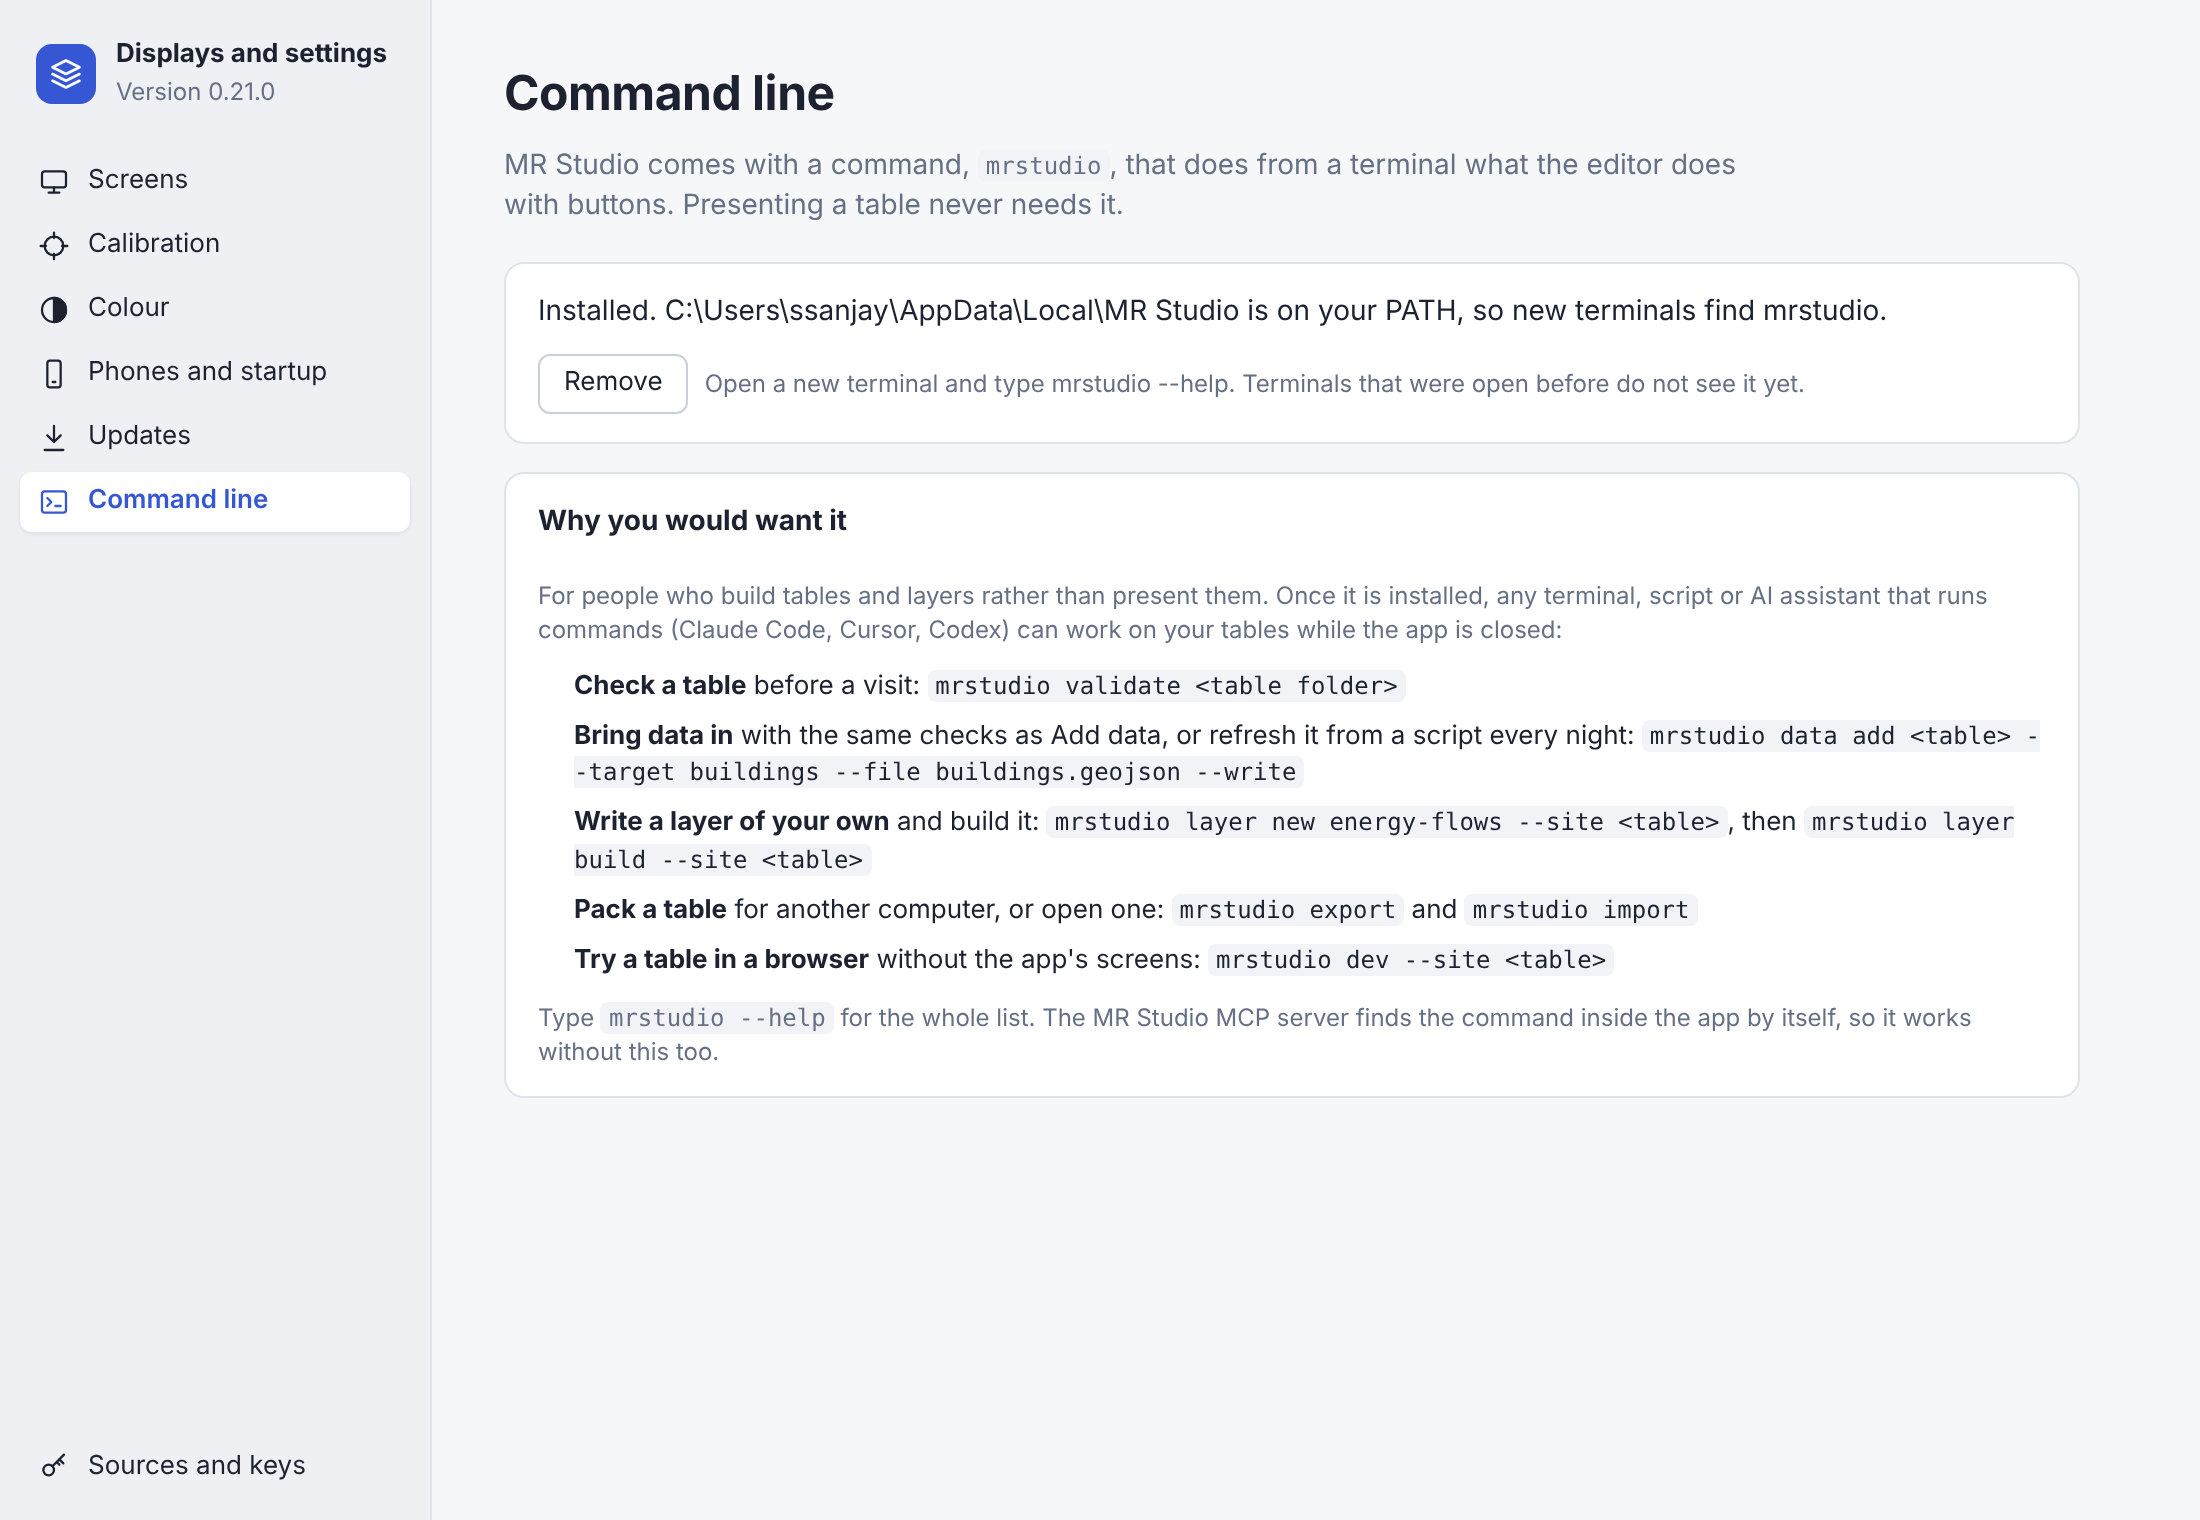 Displays and settings
Version 0.21.0
Screens
Calibration
Colour
Phones and startup
Updates
Command line
Sources and keys
Command line
MR Studio comes with a command, mrstudio, that does from a terminal what the editor does
with buttons. Presenting a table never needs it.
Installed. C:\Users\ssanjay\AppData\Local\MR Studio is on your PATH, so new terminals find mrstudio.
Remove
Open a new terminal and type mrstudio --help. Terminals that were open before do not see it yet.
Why you would want it
For people who build tables and layers rather than present them. Once it is installed, any terminal, script or AI assistant that runs
commands (Claude Code, Cursor, Codex) can work on your tables while the app is closed:
Check a table before a visit: mrstudio validate <table folder>
Bring data in with the same checks as Add data, or refresh it from a script every night: mrstudio data add <table> -
-target buildings --file buildings.geojson --write
Write a layer of your own and build it: mrstudio layer new energy-flows --site <table>, then mrstudio layer
build --site <table>
Pack a table for another computer, or open one: mrstudio export and mrstudio import
Try a table in a browser without the app's screens: mrstudio dev --site <table>
Type mrstudio --help for the whole list. The MR Studio MCP server finds the command inside the app by itself, so it works
without this too.